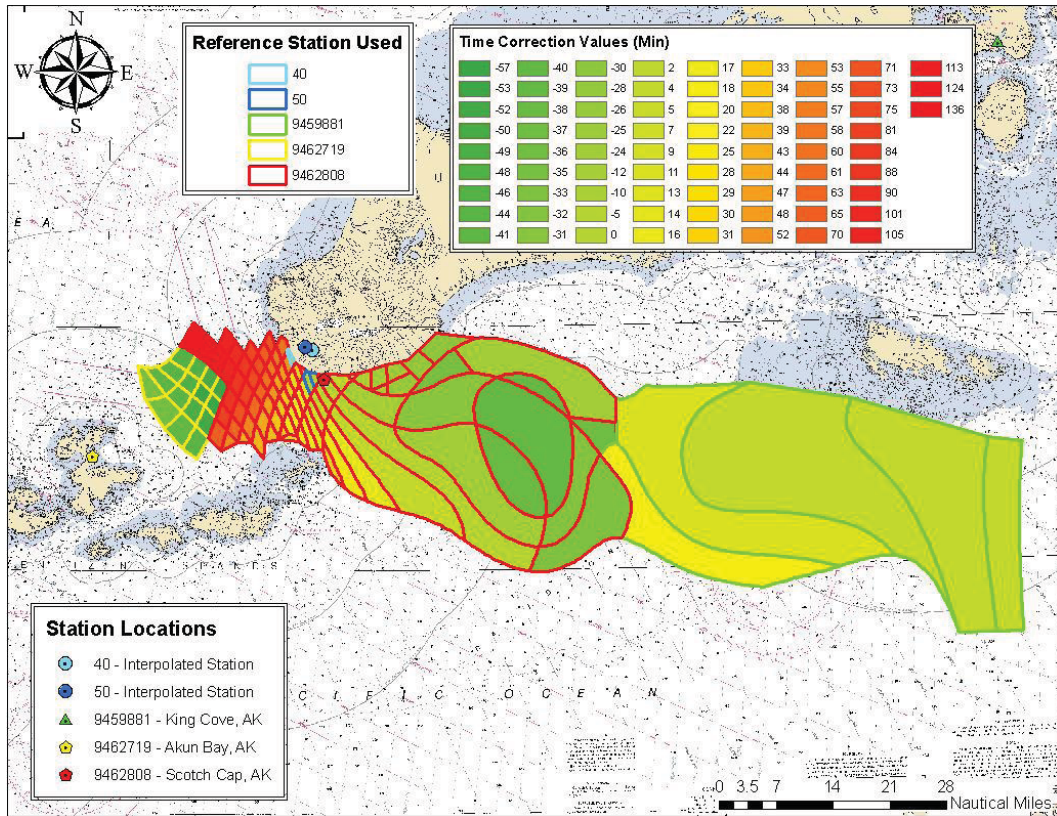 N
W E
S
Reference Station Used
40
50
9459881
9462719
9462808
Time Correction Values (Min)
-57 -40 -30 2 17 33 53 71 113
-53 -39 -28 4 18 34 55 73 124
-52 -38 -26 5 20 38 57 75 136
-50 -37 -25 7 22 39 58 81
-49 -36 -24 9 25 43 60 84
-48 -35 -12 11 28 44 61 88
-46 -33 -10 13 29 47 63 90
-44 -32 -5 14 30 48 65 101
-41 -31 0 16 31 52 70 105
U
E A
Station Locations
40 - Interpolated Station
50 - Interpolated Station
9459881 - King Cove, AK
9462719 - Akun Bay, AK
9462808 - Scotch Cap, AK
C I F I C O C E A N
0 3.5 7 14 21 28
Nautical Miles